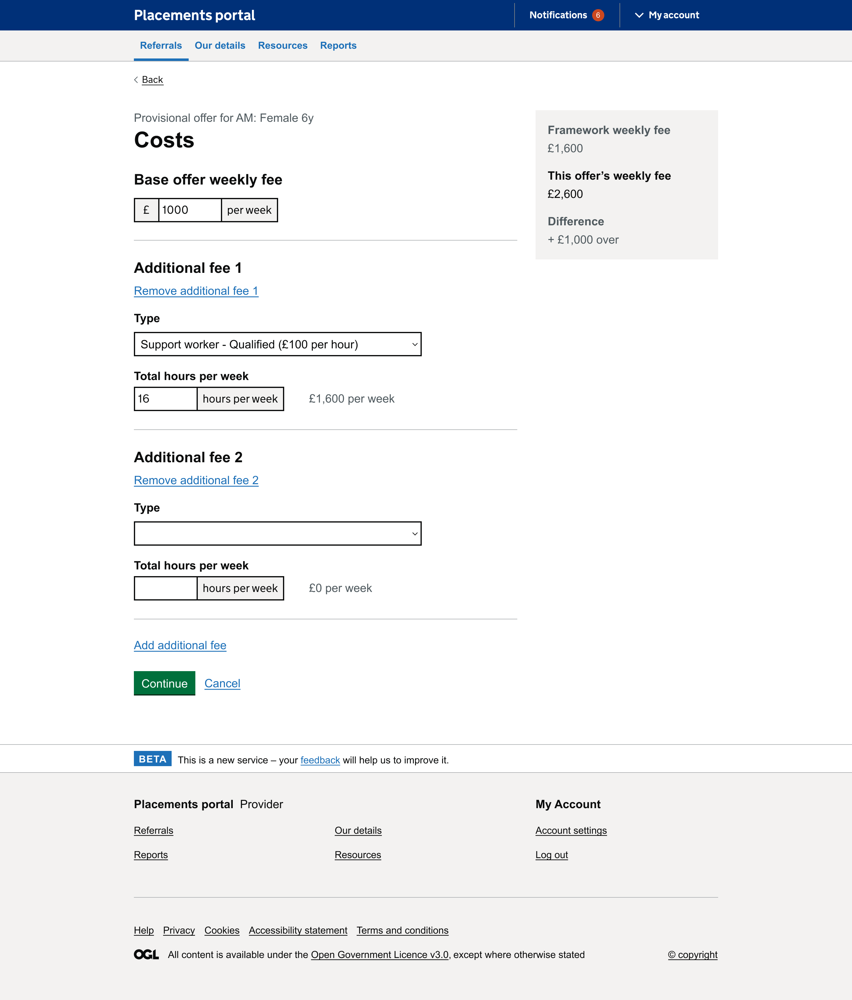 Placements portal
Notifications 6
My account
Referrals Our details Resources Reports
Back
Provisional offer for AM: Female 6y
Costs
Base offer weekly fee
£ 1000 per week
Framework weekly fee
£1,600
This offer’s weekly fee
£2,600
Difference
+ £1,000 over
Additional fee 1
Remove additional fee 1
Type
Support worker - Qualified (£100 per hour)
Total hours per week
16 hours per week £1,600 per week
Additional fee 2
Remove additional fee 2
Type
Total hours per week
hours per week £0 per week
Add additional fee
Continue Cancel
BETA This is a new service – your feedback will help us to improve it.
Placements portal Provider
My Account
Referrals Our details Account settings
Reports Resources Log out
Help Privacy Cookies Accessibility statement Terms and conditions
OGL All content is available under the Open Government Licence v3.0, except where otherwise stated © copyright